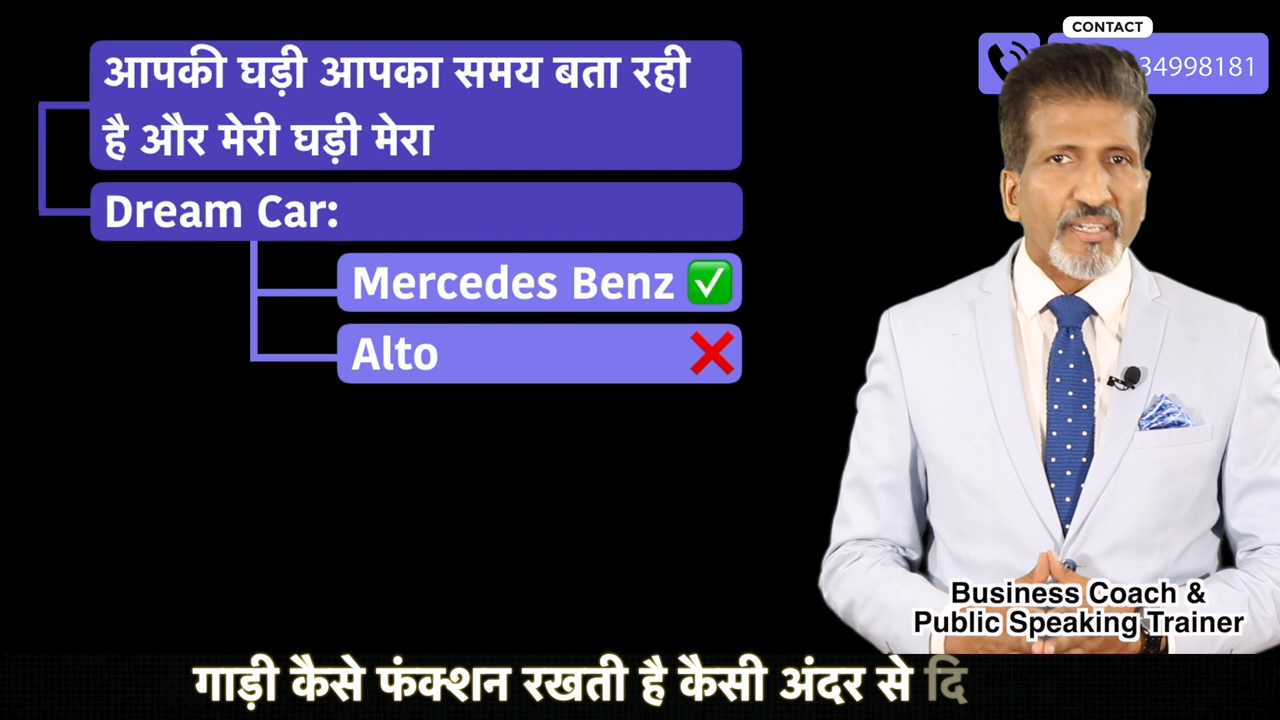 CONTACT
34998181
आपकी घड़ी आपका समय बता रही
है और मेरी घड़ी मेरा
Dream Car:
Mercedes Benz ✅
Alto ❌
Business Coach &
Public Speaking Trainer
गाड़ी कैसे फंक्शन रखती है कैसी अंदर से दि